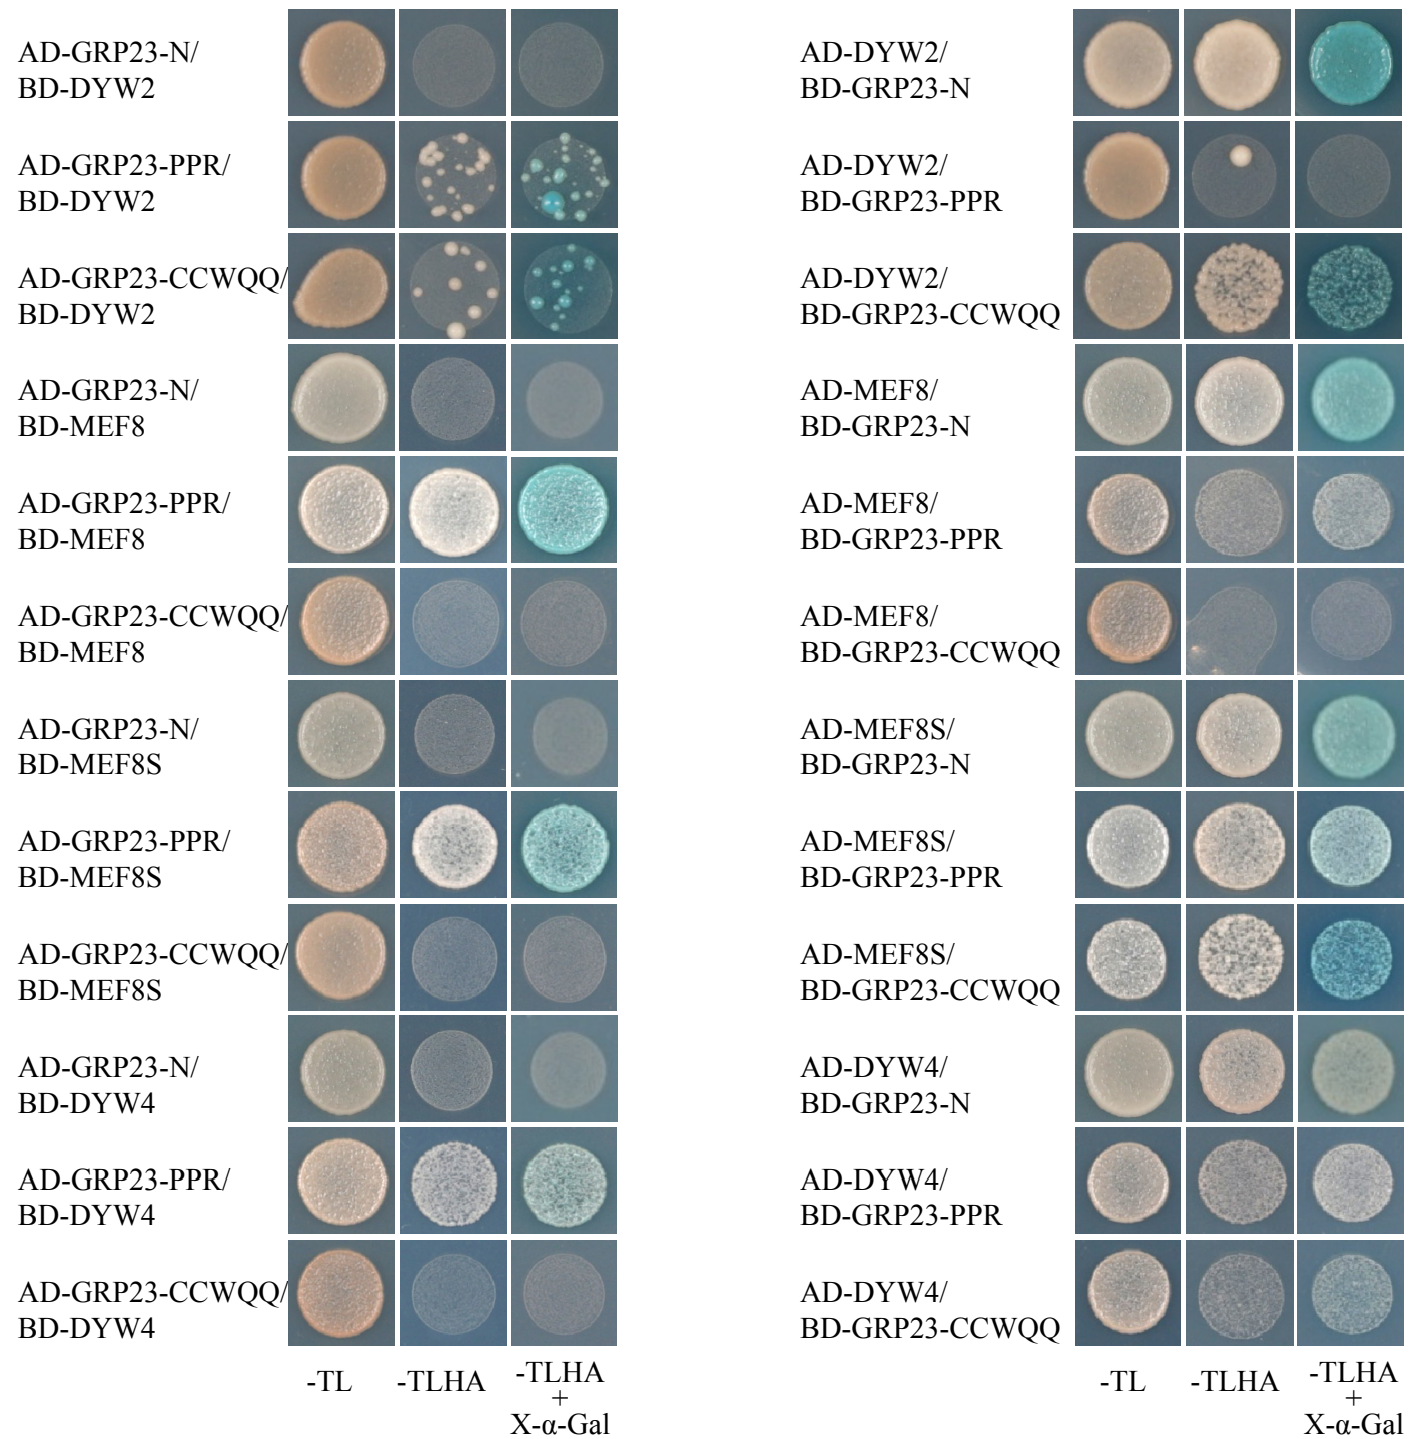 AD-GRP23-N/
BD-DYW2
AD-GRP23-PPR/
BD-DYW2
AD-GRP23-CCWQQ/
BD-DYW2
AD-GRP23-N/
BD-MEF8
AD-GRP23-PPR/
BD-MEF8
AD-GRP23-CCWQQ/
BD-MEF8
AD-GRP23-N/
BD-MEF8S
AD-GRP23-PPR/
BD-MEF8S
AD-GRP23-CCWQQ/
BD-MEF8S
AD-GRP23-N/
BD-DYW4
AD-GRP23-PPR/
BD-DYW4
AD-GRP23-CCWQQ/
BD-DYW4
-TL
-TLHA
-TLHA
+
X-α-Gal
AD-DYW2/
BD-GRP23-N
AD-DYW2/
BD-GRP23-PPR
AD-DYW2/
BD-GRP23-CCWQQ
AD-MEF8/
BD-GRP23-N
AD-MEF8/
BD-GRP23-PPR
AD-MEF8/
BD-GRP23-CCWQQ
AD-MEF8S/
BD-GRP23-N
AD-MEF8S/
BD-GRP23-PPR
AD-MEF8S/
BD-GRP23-CCWQQ
AD-DYW4/
BD-GRP23-N
AD-DYW4/
BD-GRP23-PPR
AD-DYW4/
BD-GRP23-CCWQQ
-TL
-TLHA
-TLHA
+
X-α-Gal